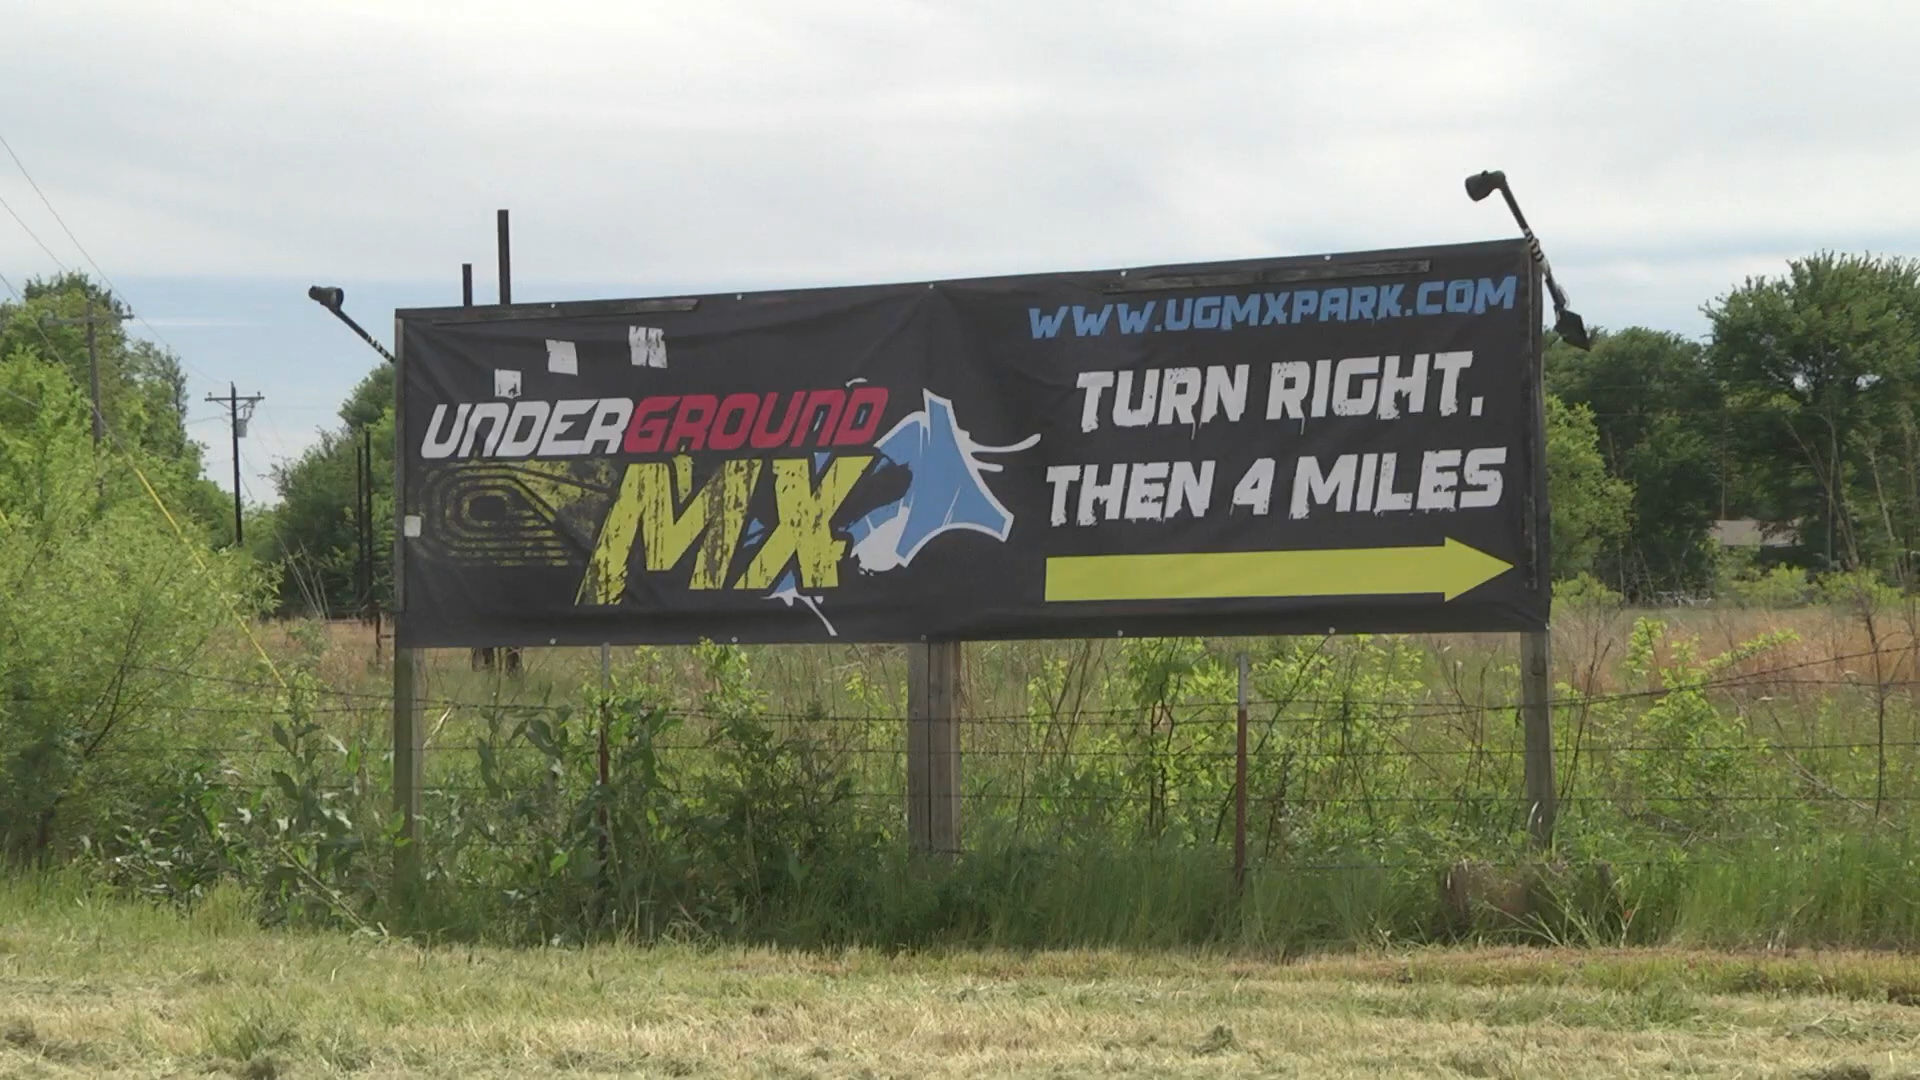 UNDERGROUND
MX
WWW.UGMXPARK.COM
TURN RIGHT.
THEN 4 MILES